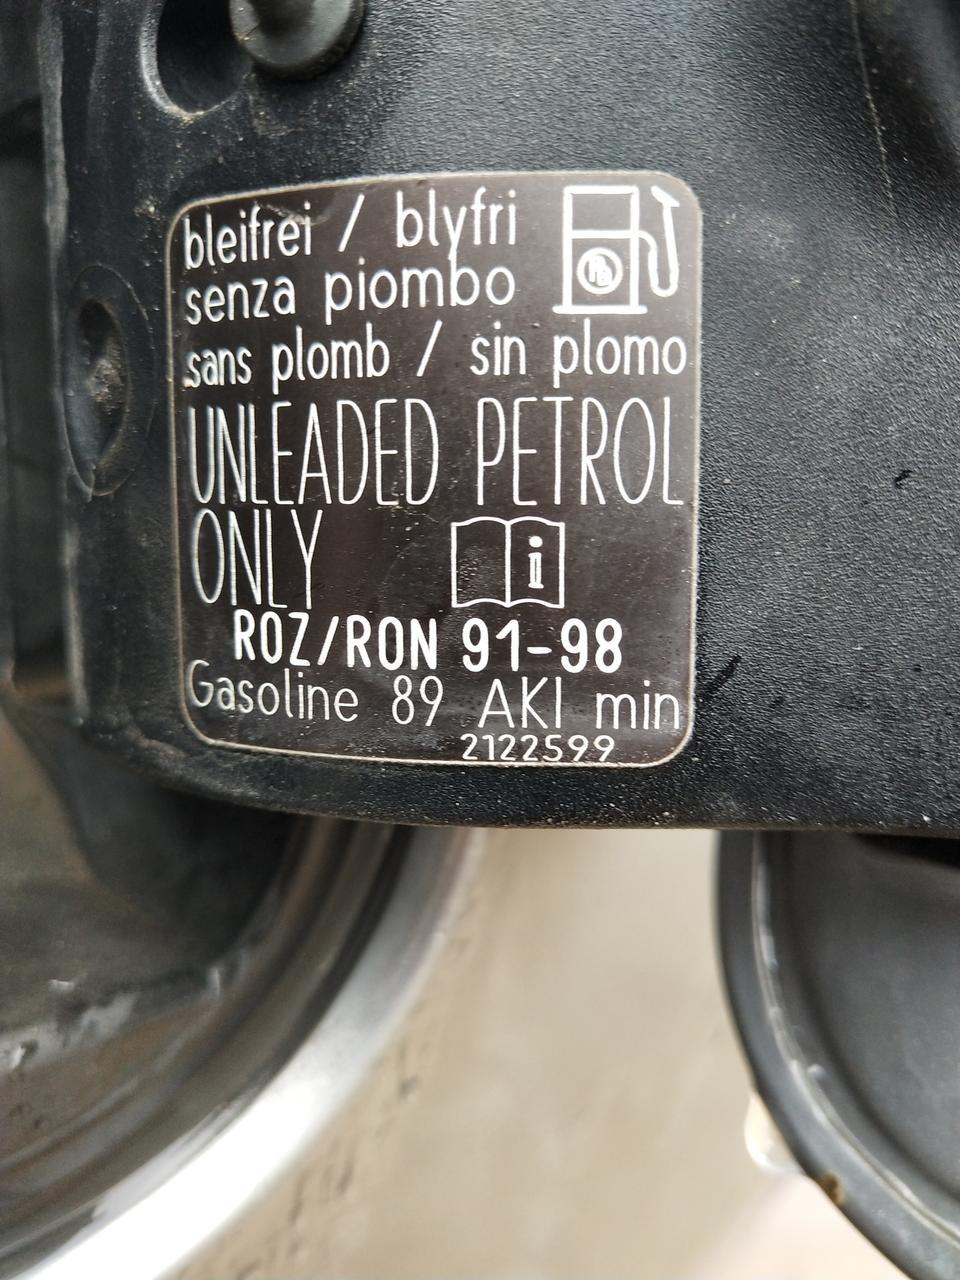 bleifrei / blyfri
senza piombo
sans plomb / sin plomo
UNLEADED PETROL
ONLY
ROZ/RON 91-98
Gasoline 89 AKI min
2122599